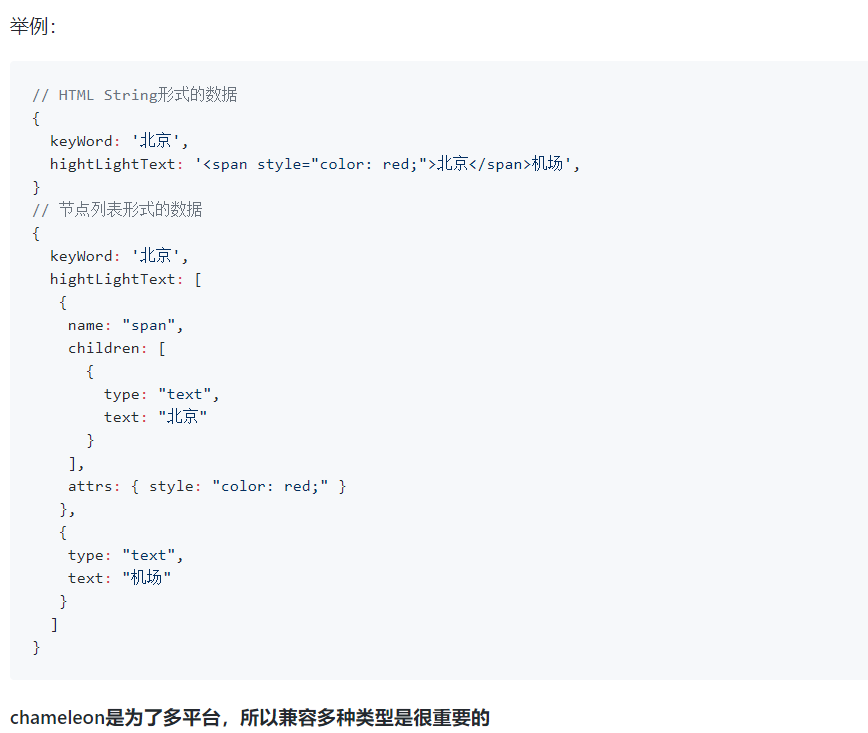 举例：
// HTML String形式的数据
{
  keyWord: '北京',
  hightLightText: '<span style="color: red;">北京</span>机场',
}
// 节点列表形式的数据
{
  keyWord: '北京',
  hightLightText: [
   {
    name: "span",
    children: [
      {
        type: "text",
        text: "北京"
      }
    ],
    attrs: { style: "color: red;" }
   },
   {
    type: "text",
    text: "机场"
   }
  ]
}
chameleon是为了多平台，所以兼容多种类型是很重要的